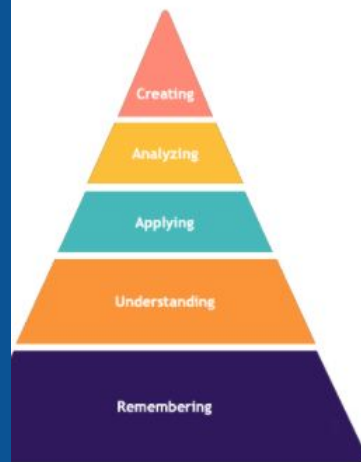 Creating
Analyzing
Applying
Understanding
Remembering